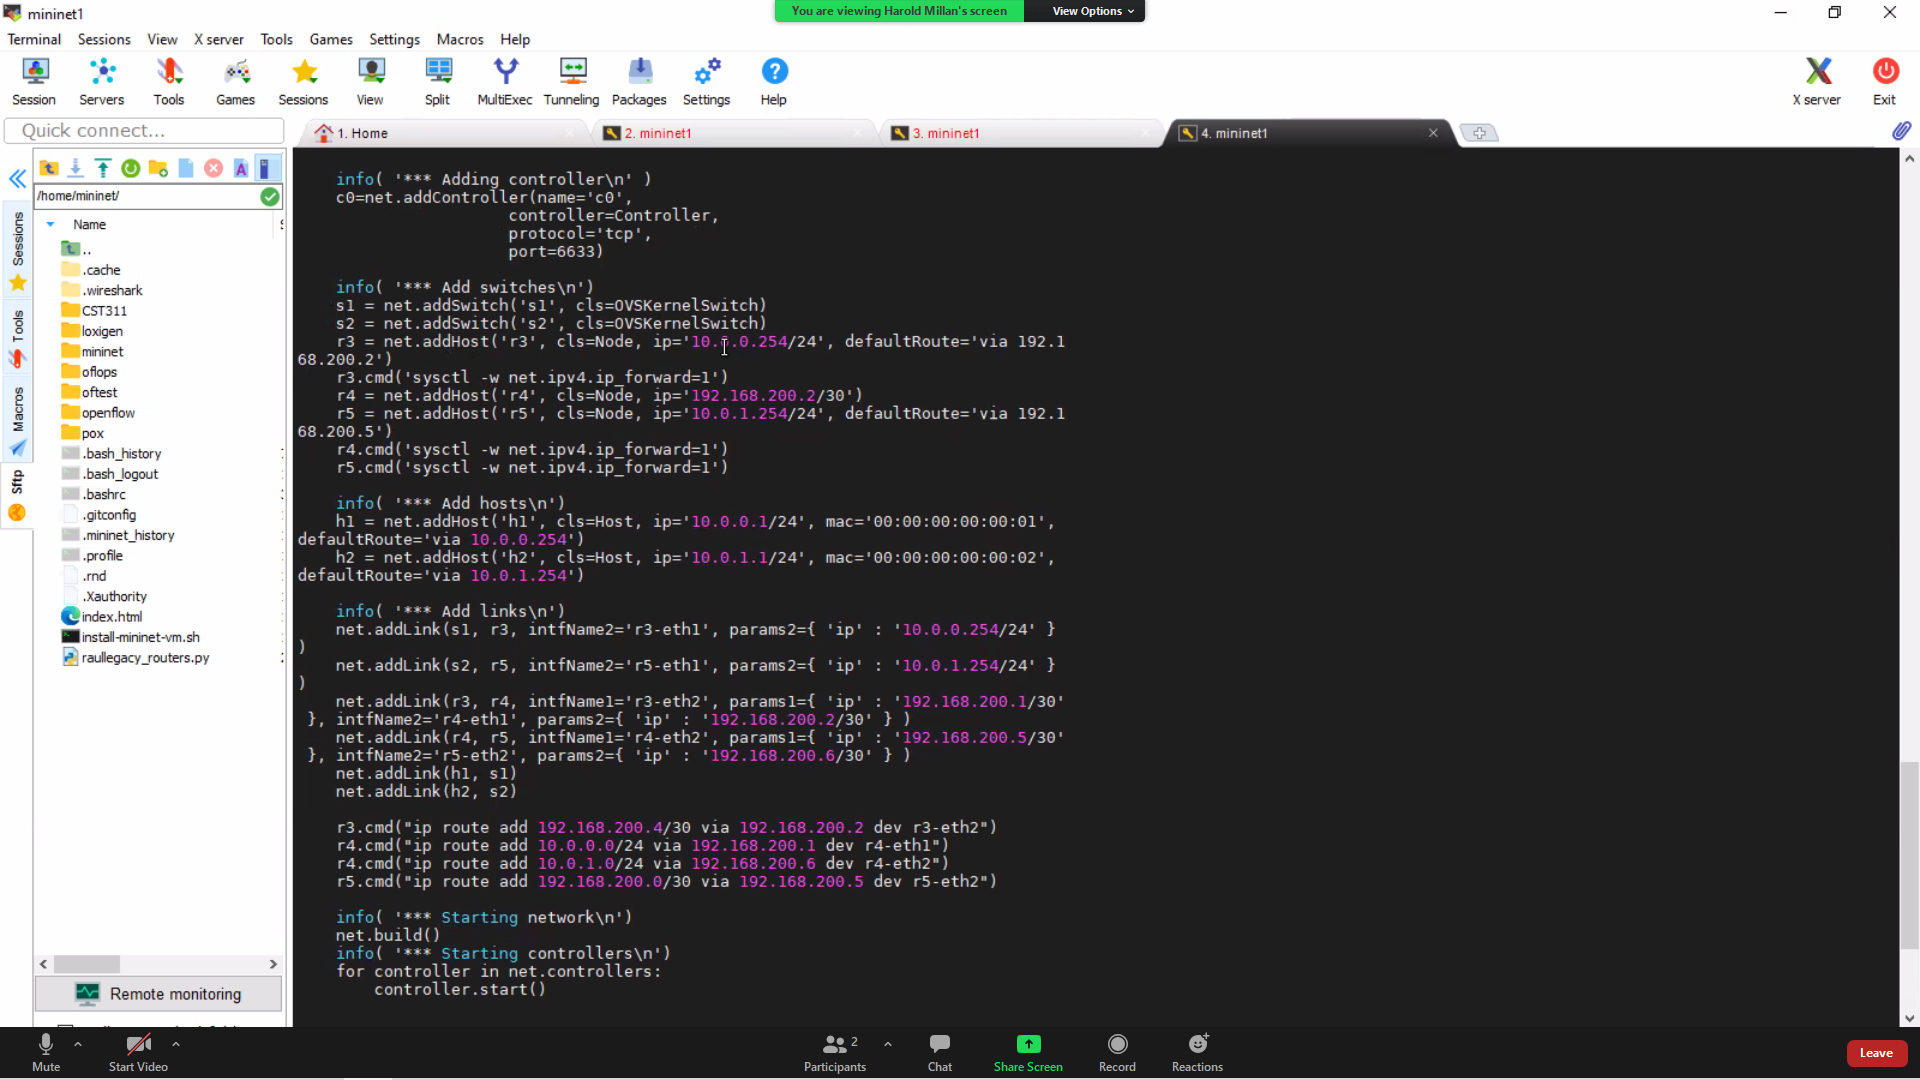 mininet1
You are viewing Harold Millan's screen
View Options
Terminal Sessions View X server Tools Games Settings Macros Help
Session Servers Tools Games Sessions View Split MultiExec Tunneling Packages Settings Help X server Exit
Quick connect...
1. Home
2. mininet1
3. mininet1
4. mininet1
/home/mininet/
Name
..
.cache
.wireshark
CST311
loxigen
mininet
oflops
oftest
openflow
pox
.bash_history
.bash_logout
.bashrc
.gitconfig
.mininet_history
.profile
.rnd
.Xauthority
index.html
install-mininet-vm.sh
raullegacy_routers.py
Sessions
Tools
Macros
Sftp
Remote monitoring
info( '*** Adding controller\n' )
c0=net.addController(name='c0',
controller=Controller,
protocol='tcp',
port=6633)
info( '*** Add switches\n')
s1 = net.addSwitch('s1', cls=OVSKernelSwitch)
s2 = net.addSwitch('s2', cls=OVSKernelSwitch)
r3 = net.addHost('r3', cls=Node, ip='10.0.0.254/24', defaultRoute='via 192.1
68.200.2')
r3.cmd('sysctl -w net.ipv4.ip_forward=1')
r4 = net.addHost('r4', cls=Node, ip='192.168.200.2/30')
r5 = net.addHost('r5', cls=Node, ip='10.0.1.254/24', defaultRoute='via 192.1
68.200.5')
r4.cmd('sysctl -w net.ipv4.ip_forward=1')
r5.cmd('sysctl -w net.ipv4.ip_forward=1')
info( '*** Add hosts\n')
h1 = net.addHost('h1', cls=Host, ip='10.0.0.1/24', mac='00:00:00:00:00:01',
defaultRoute='via 10.0.0.254')
h2 = net.addHost('h2', cls=Host, ip='10.0.1.1/24', mac='00:00:00:00:00:02',
defaultRoute='via 10.0.1.254')
info( '*** Add links\n')
net.addLink(s1, r3, intfName2='r3-eth1', params2={ 'ip' : '10.0.0.254/24' }
)
net.addLink(s2, r5, intfName2='r5-eth1', params2={ 'ip' : '10.0.1.254/24' }
)
net.addLink(r3, r4, intfName1='r3-eth2', params1={ 'ip' : '192.168.200.1/30'
}, intfName2='r4-eth1', params2={ 'ip' : '192.168.200.2/30' } )
net.addLink(r4, r5, intfName1='r4-eth2', params1={ 'ip' : '192.168.200.5/30'
}, intfName2='r5-eth2', params2={ 'ip' : '192.168.200.6/30' } )
net.addLink(h1, s1)
net.addLink(h2, s2)
r3.cmd("ip route add 192.168.200.4/30 via 192.168.200.2 dev r3-eth2")
r4.cmd("ip route add 10.0.0.0/24 via 192.168.200.1 dev r4-eth1")
r4.cmd("ip route add 10.0.1.0/24 via 192.168.200.6 dev r4-eth2")
r5.cmd("ip route add 192.168.200.0/30 via 192.168.200.5 dev r5-eth2")
info( '*** Starting network\n')
net.build()
info( '*** Starting controllers\n')
for controller in net.controllers:
controller.start()
Mute
Start Video
2
Participants
Chat
Share Screen
Record
Reactions
Leave